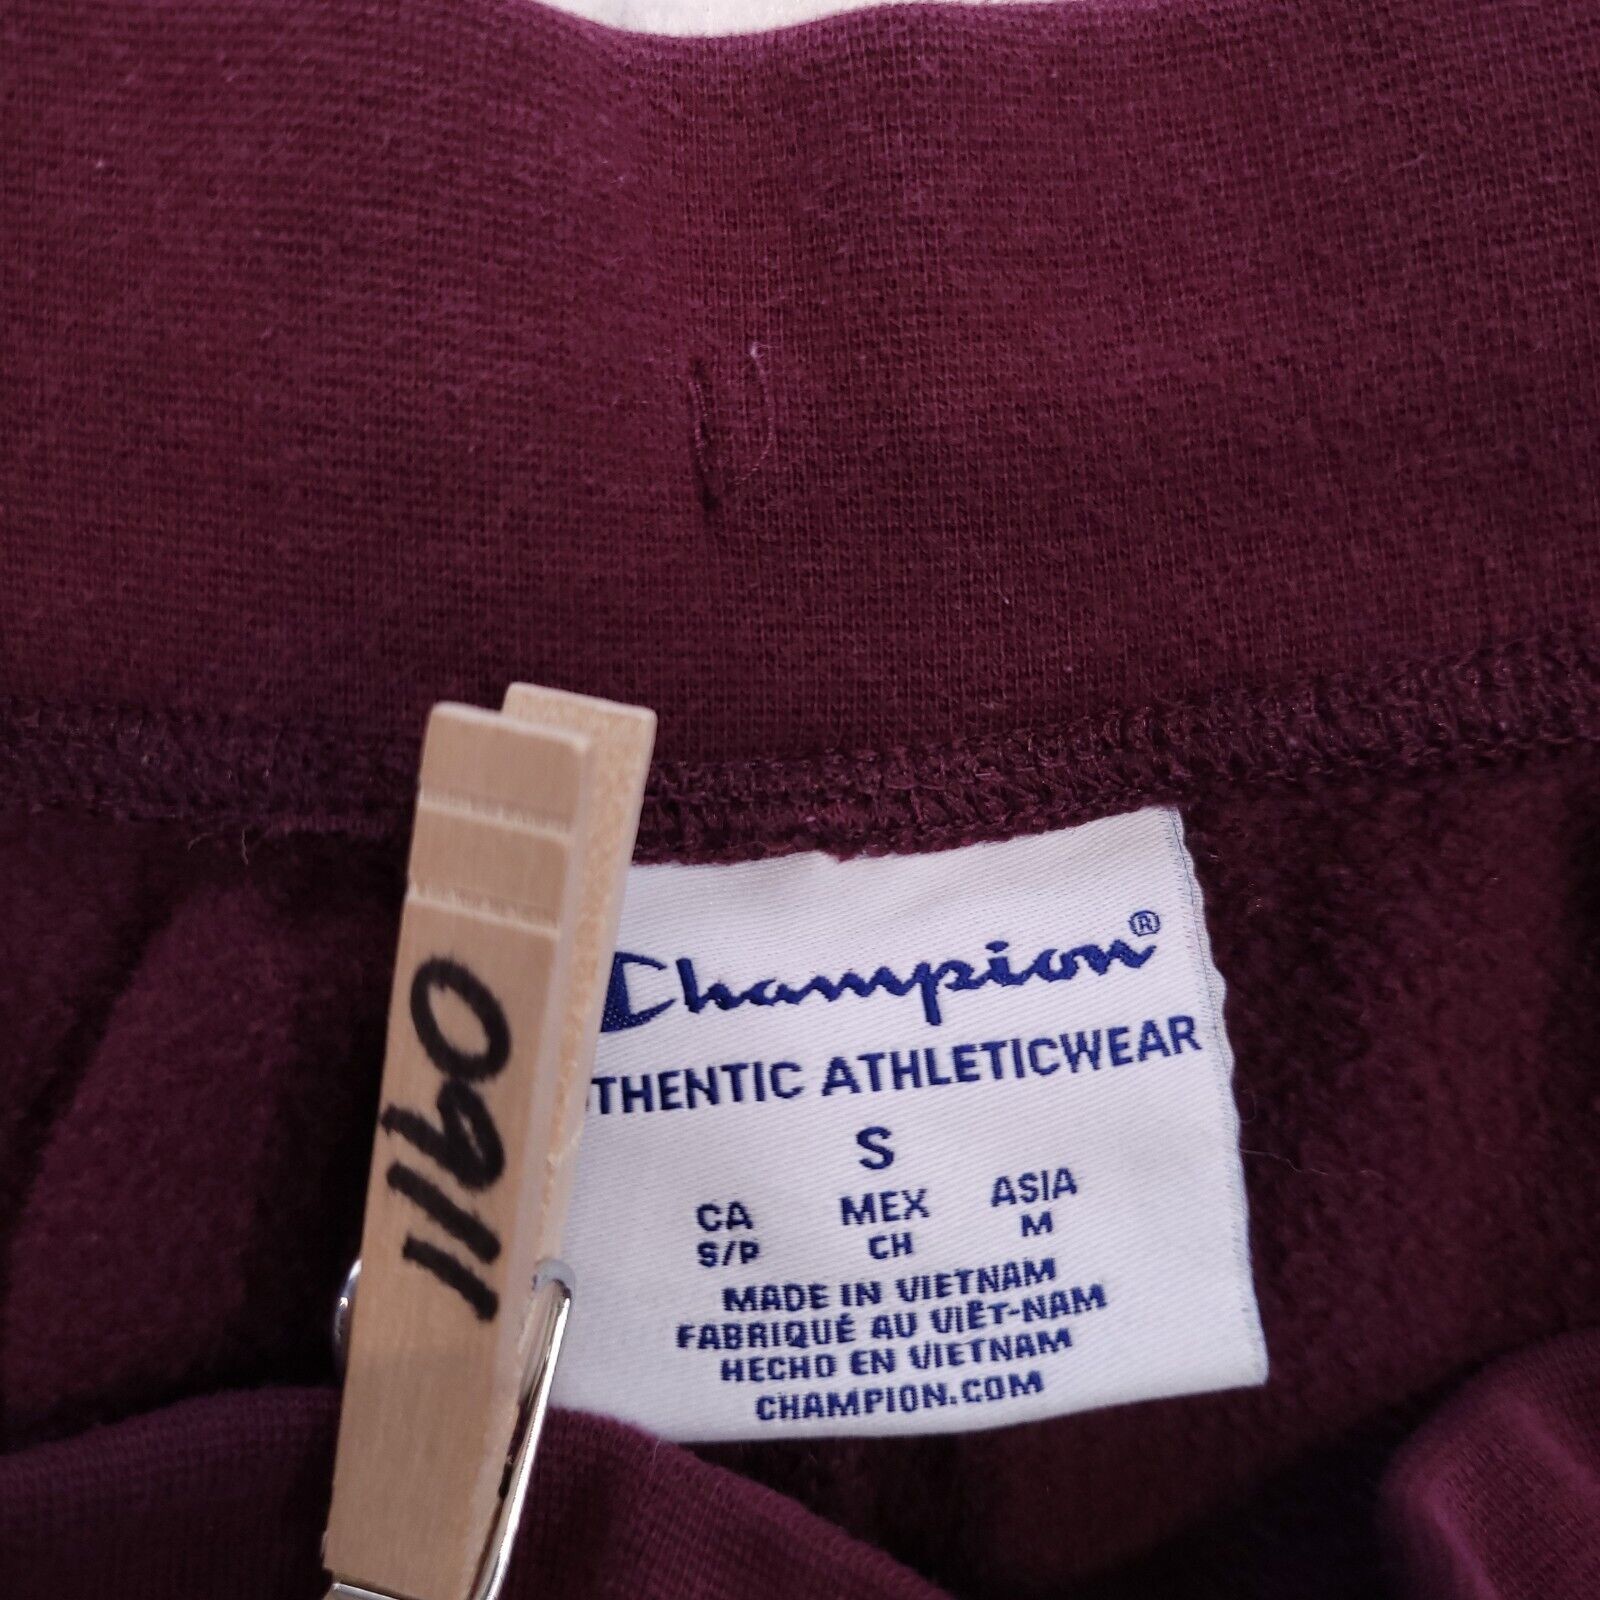 1160
Champion®
THENTIC ATHLETICWEAR
S
CA MEX ASIA
S/P CH M
MADE IN VIETNAM
FABRIQUÉ AU VIÊT-NAM
HECHO EN VIETNAM
CHAMPION.COM